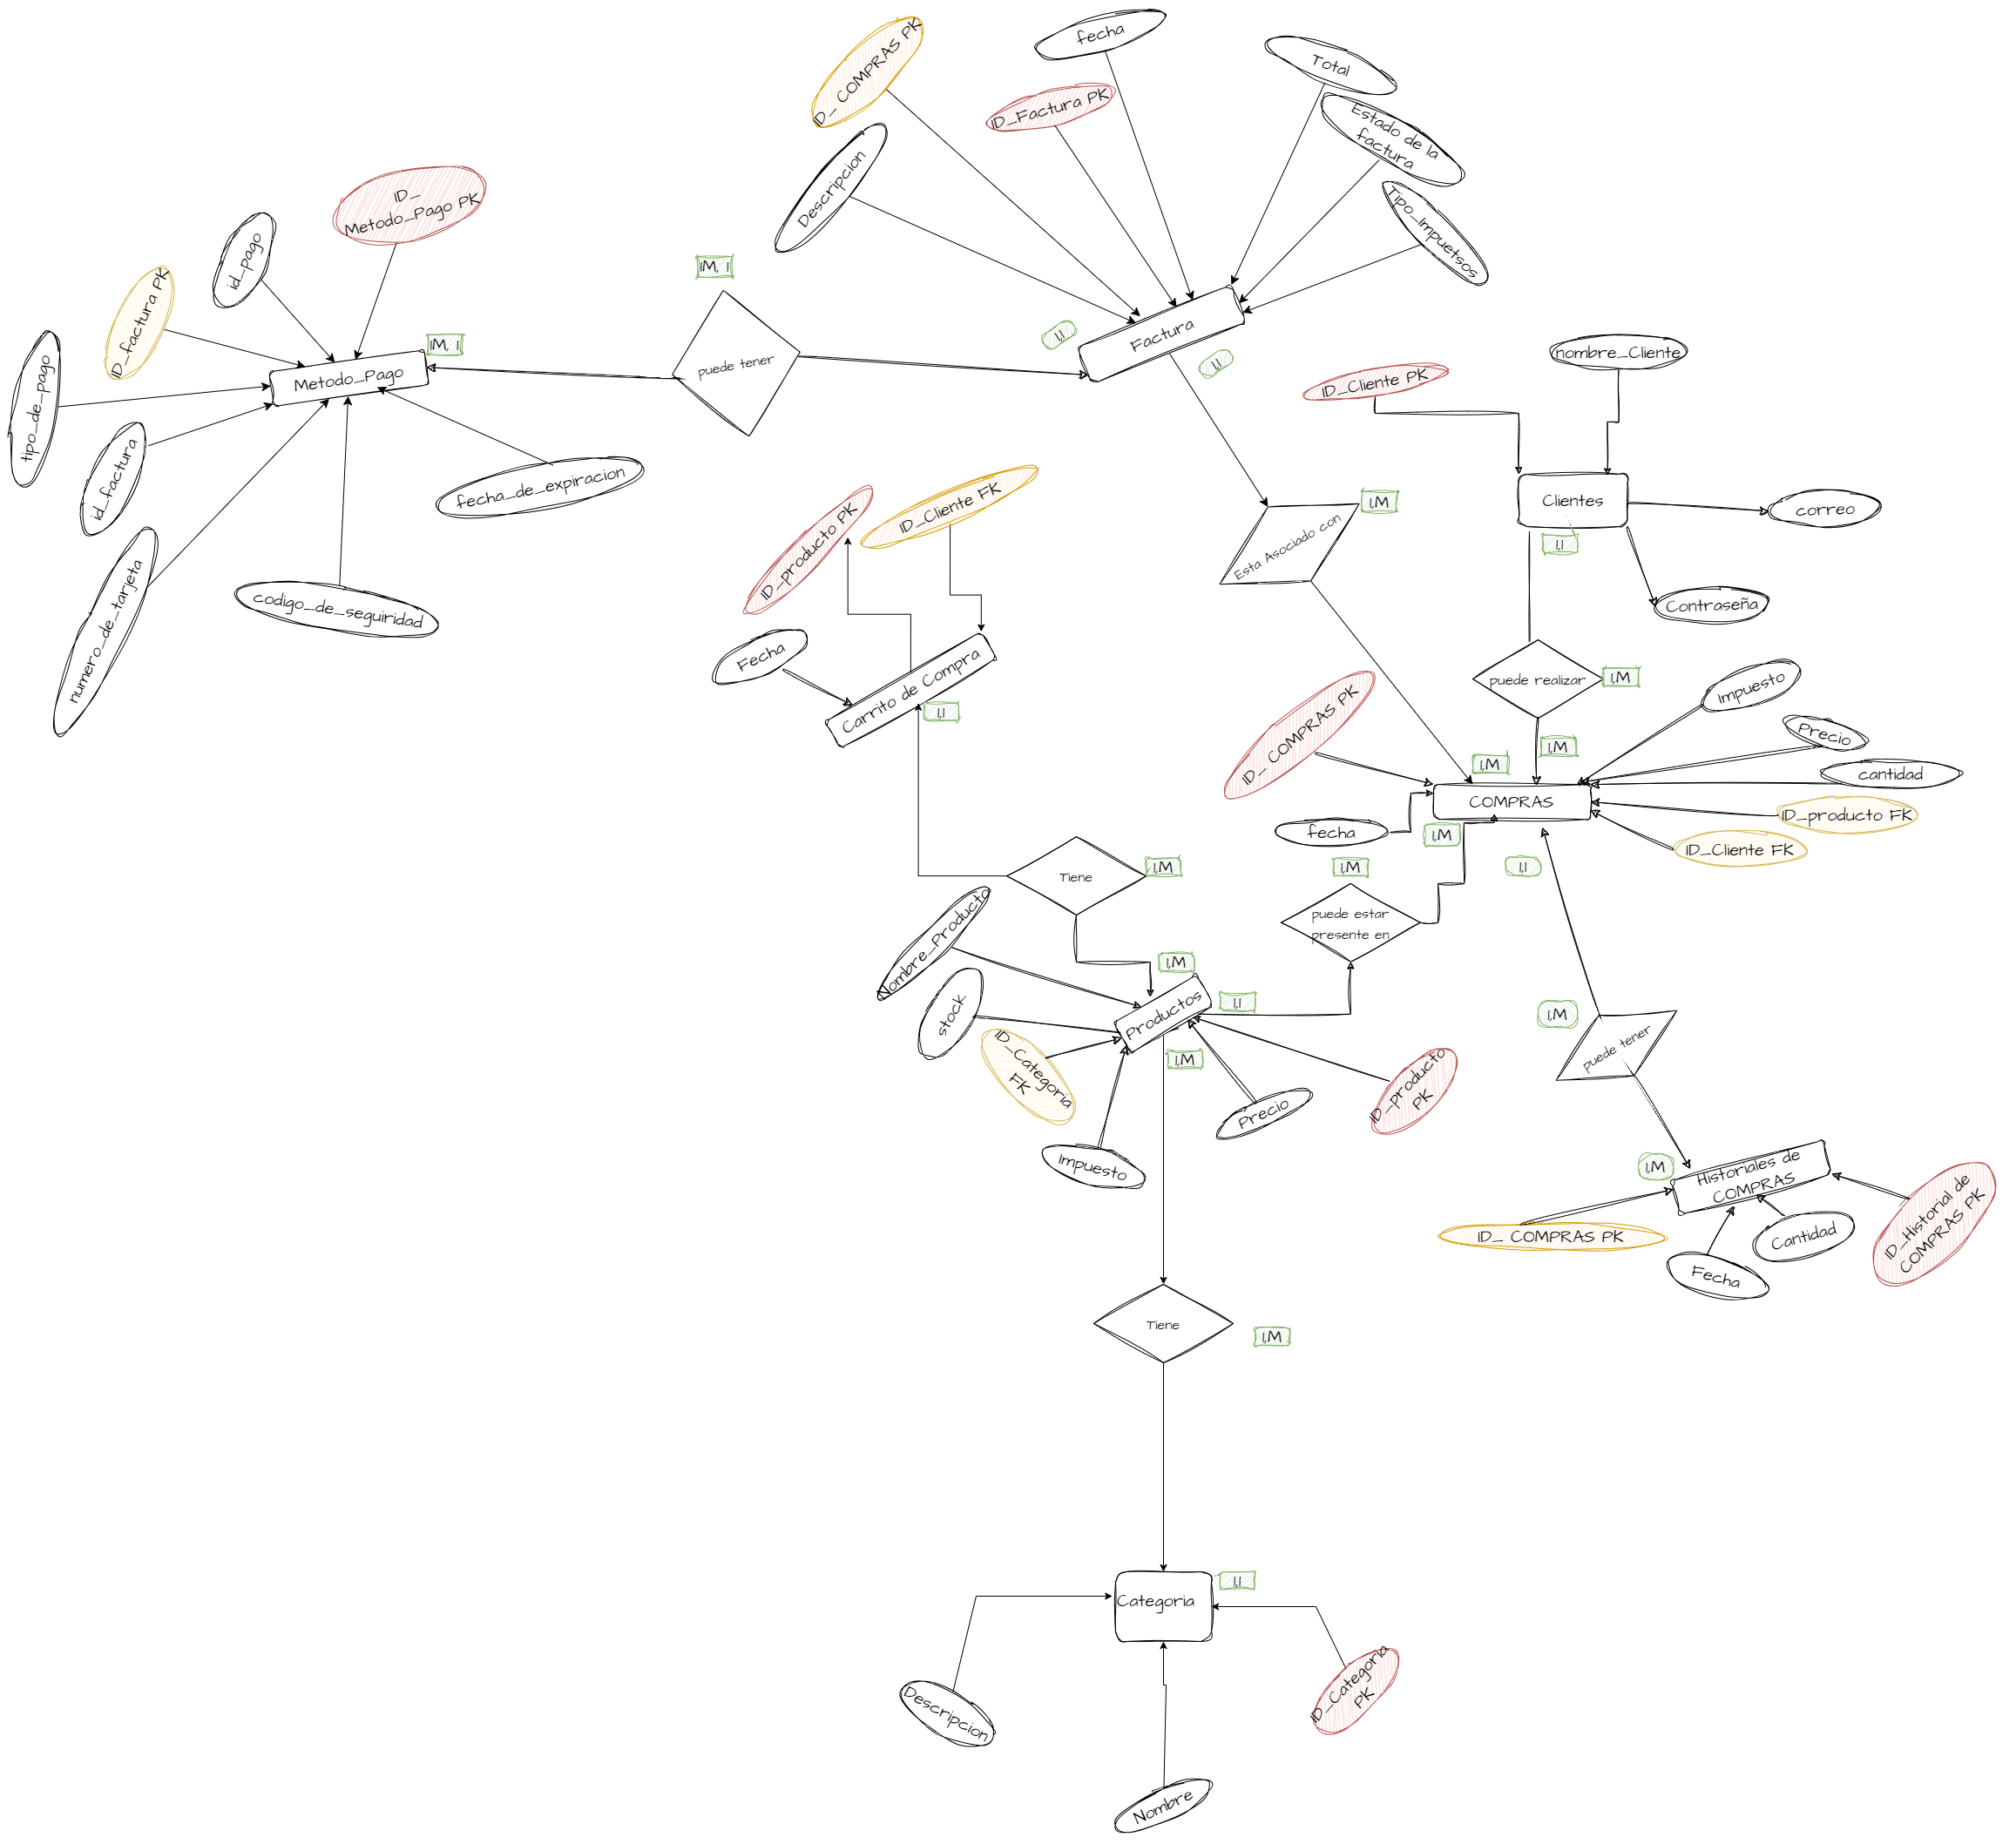 ID_ COMPRAS PK
fecha
Total
ID_Factura PK
Estado de la
factura
Descripcion
Tipo_Impuetsos
ID_
Metodo_Pago PK
id_pago
ID_factura PK
1M, 1
1,1
Factura
1M, 1
Metodo_Pago
puede tener
1,1
tipo_de_pago
id_factura
fecha_de_expiracion
numero_de_tarjeta
codigo_de_seguiridad
nombre_Cliente
ID_Cliente PK
Clientes
correo
1,1
Contraseña
1,M
Esta Asociado con
ID_Cliente FK
ID_producto PK
Fecha
Carrito de Compra
1,1
puede realizar
1,M
Impuesto
ID_ COMPRAS PK
Precio
1,M
1,M
cantidad
COMPRAS
ID_producto FK
fecha
1,M
ID_Cliente FK
1,M
1,1
Tiene
1,M
puede estar
presente en
Nombre_Producto
1,M
stock
Productos
1,1
1,M
puede tener
ID_Categoria
FK
1,M
ID_producto
PK
Precio
Impuesto
1,M
Historiales de
COMPRAS
ID_ COMPRAS PK
Cantidad
Fecha
ID_Historial de
COMPRAS PK
Tiene
1,M
1,1
Categoria
Descripcion
ID_Categoria
PK
Nombre